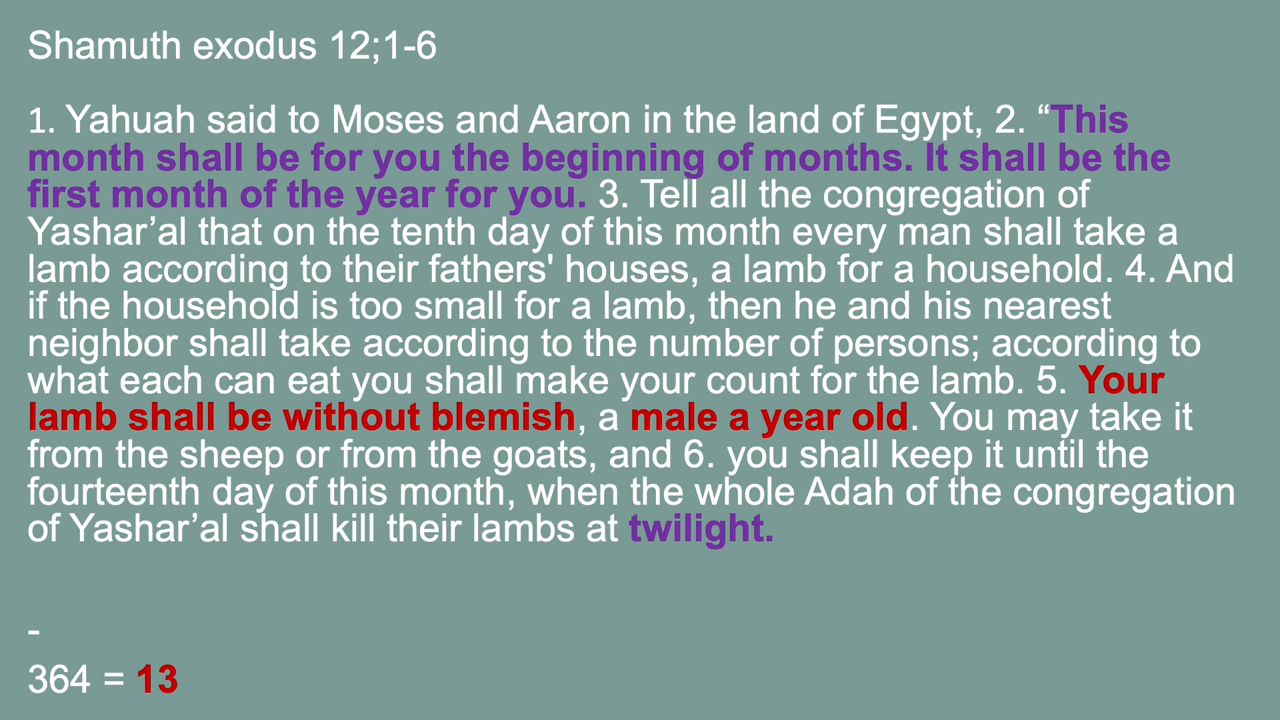 Shamuth exodus 12;1-6
1. Yahuah said to Moses and Aaron in the land of Egypt, 2. “This
month shall be for you the beginning of months. It shall be the
first month of the year for you. 3. Tell all the congregation of
Yashar’al that on the tenth day of this month every man shall take a
lamb according to their fathers' houses, a lamb for a household. 4. And
if the household is too small for a lamb, then he and his nearest
neighbor shall take according to the number of persons; according to
what each can eat you shall make your count for the lamb. 5. Your
lamb shall be without blemish, a male a year old. You may take it
from the sheep or from the goats, and 6. you shall keep it until the
fourteenth day of this month, when the whole Adah of the congregation
of Yashar’al shall kill their lambs at twilight.
-
364 = 13